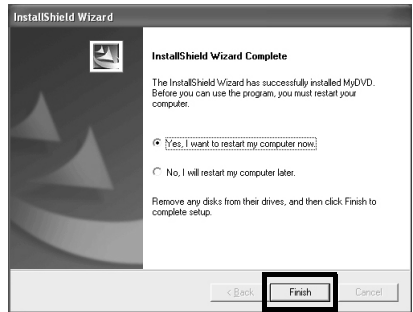 InstallShield Wizard
InstallShield Wizard Complete
The InstallShield Wizard has successfully installed MyDVD.
Before you can use the program, you must restart your
computer.
Yes, I want to restart my computer now.
No, I will restart my computer later.
Remove any disks from their drives, and then click Finish to
complete setup.
< Back Finish Cancel